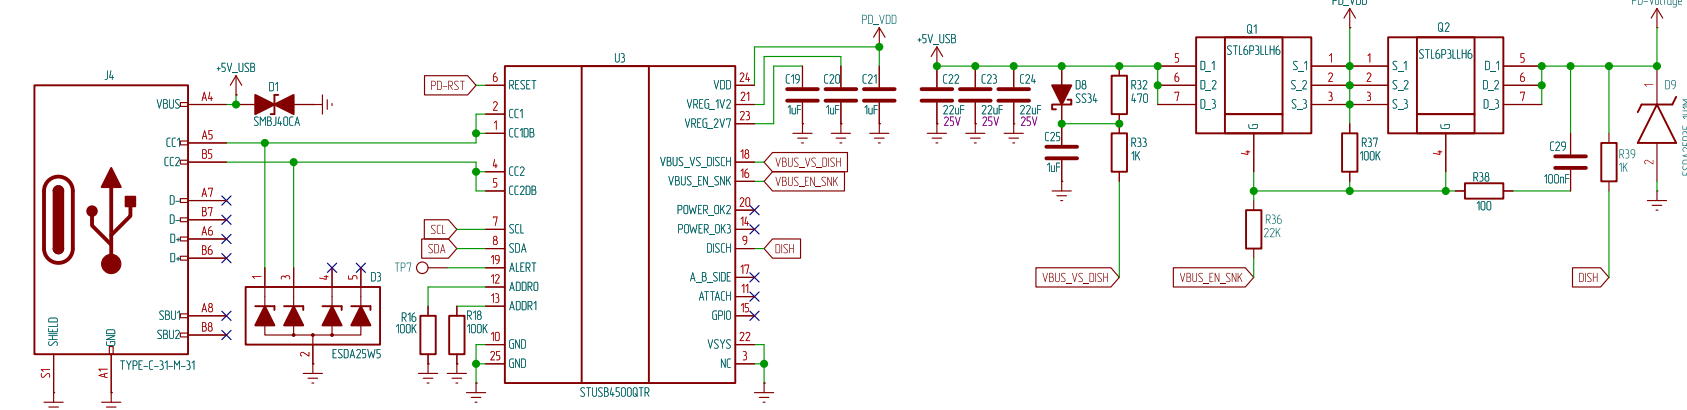 J4
+5V_USB
D1
SMBJ40CA
VBUS
A4
CC1
A5
CC2
B5
D-
A7
D-
B7
D+
A6
D+
B6
SBU1
A8
SBU2
B8
SHIELD
GND
S1
A1
TYPE-C-31-M-31
1
3
4
5
D3
2
ESDA25W5
PD-RST
SCL
SDA
TP7
R16
100K
R18
100K
U3
6
RESET
2
CC1
1
CC1DB
4
CC2
5
CC2DB
7
SCL
8
SDA
19
ALERT
12
ADDR0
13
ADDR1
10
GND
25
GND
VDD
24
VREG_1V2
21
VREG_2V7
23
VBUS_VS_DISCH
18
VBUS_EN_SNK
16
POWER_OK2
20
POWER_OK3
14
DISCH
9
A_B_SIDE
17
ATTACH
11
GPIO
15
VSYS
22
NC
3
STUSB4500QTR
VBUS_VS_DISH
VBUS_EN_SNK
DISH
PD_VDD
C19
1uF
C20
1uF
C21
1uF
+5V_USB
C22
22uF
25V
C23
22uF
25V
C24
22uF
25V
D8
SS34
C25
1uF
R32
470
R33
1K
VBUS_VS_DISH
Q1
STL6P3LLH6
5
D_1
6
D_2
7
D_3
S_1
1
S_2
2
S_3
3
G
4
PD_VDD
R37
100K
R36
22K
VBUS_EN_SNK
Q2
STL6P3LLH6
1
S_1
2
S_2
3
S_3
D_1
5
D_2
6
D_3
7
G
4
R38
100
C29
100nF
R39
1K
DISH
PD-Voltage
D9
1
2